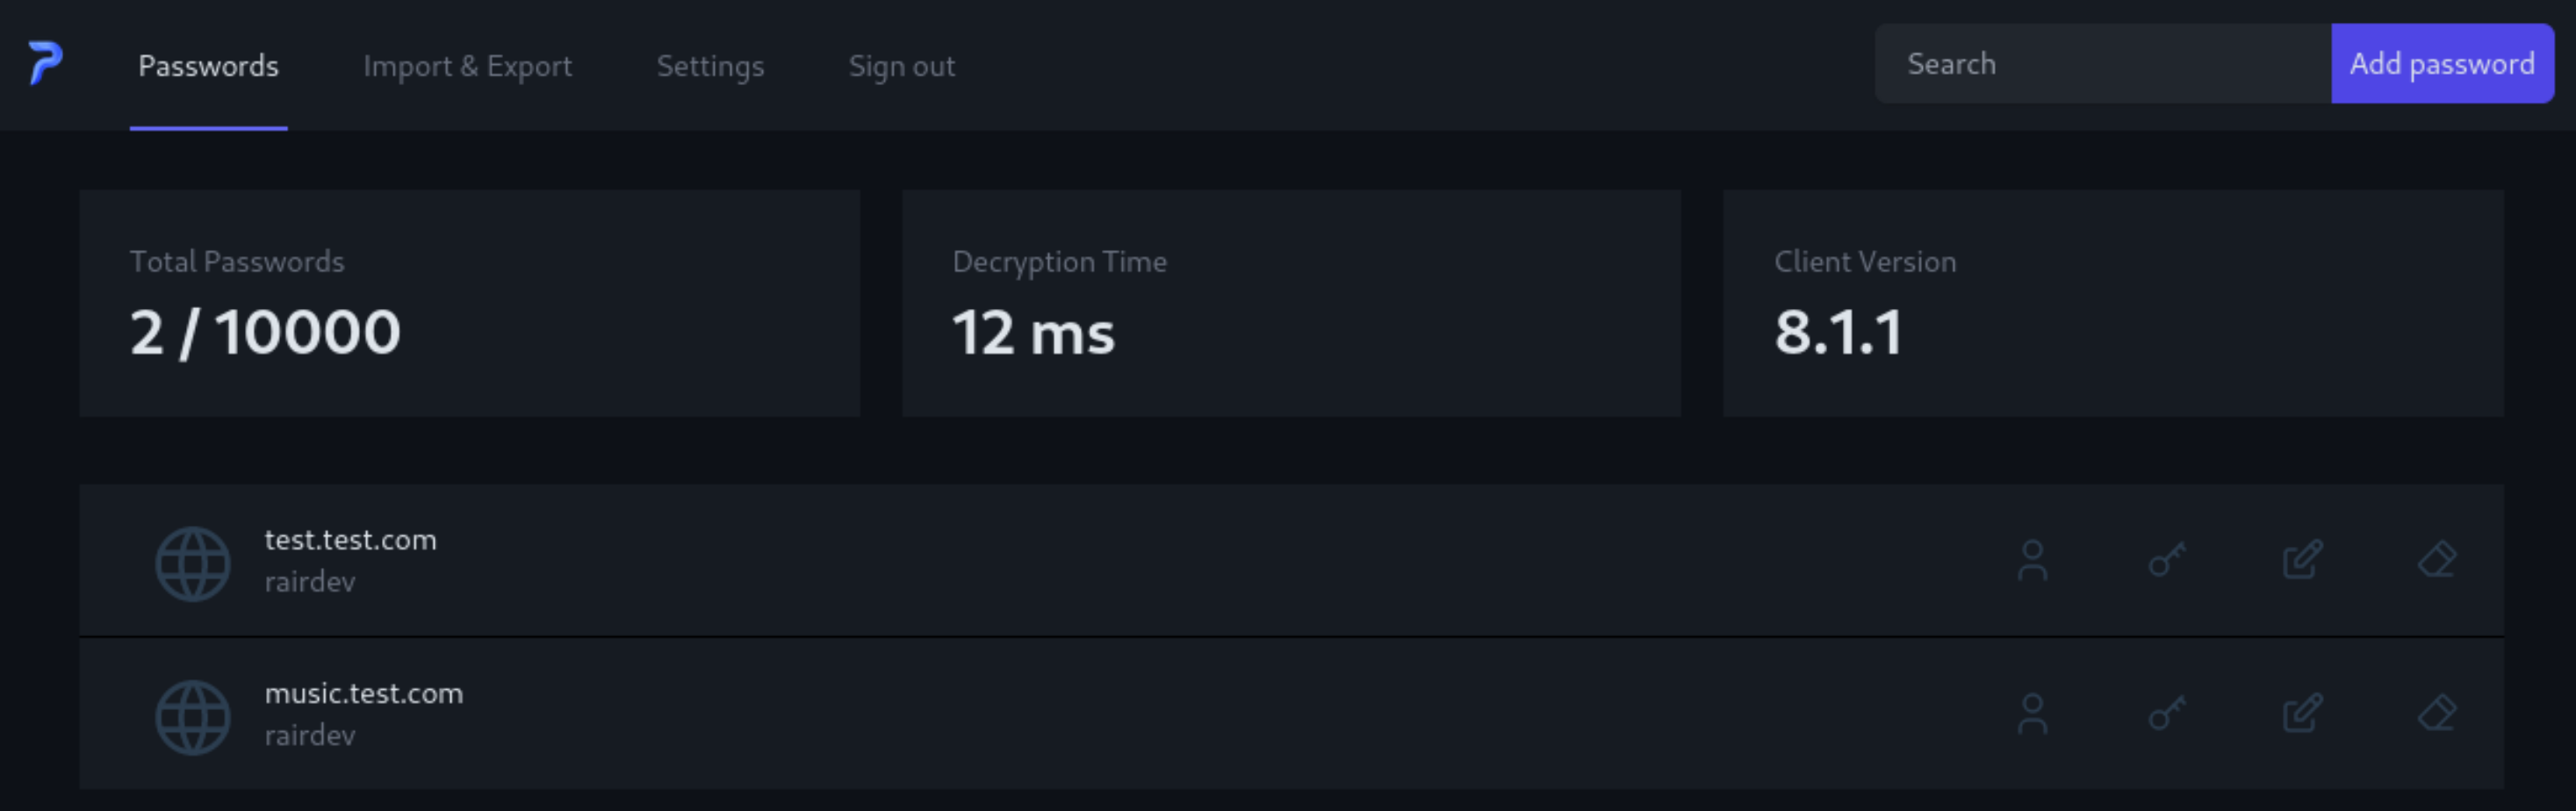 Passwords Import & Export Settings Sign out Search Add password
Total Passwords Decryption Time Client Version
2 / 10000 12 ms 8.1.1
test.test.com
rairdev
music.test.com
rairdev